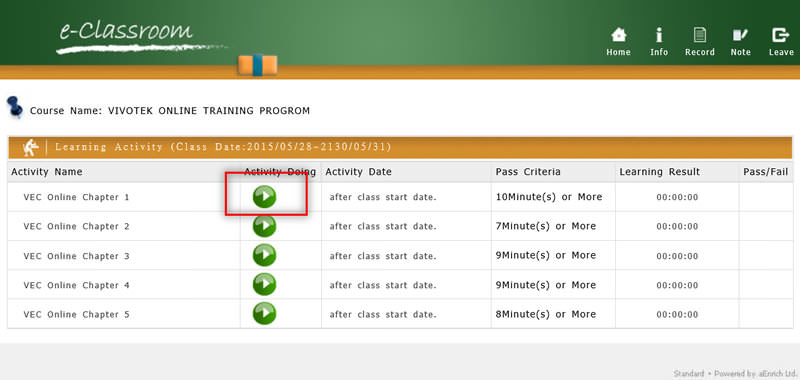 e-Classroom
Home Info Record Note Leave
Course Name: VIVOTEK ONLINE TRAINING PROGROM
Learning Activity (Class Date:2015/05/28~2130/05/31)
Activity Name Activity Doing Activity Date Pass Criteria Learning Result Pass/Fail
VEC Online Chapter 1 after class start date. 10Minute(s) or More 00:00:00
VEC Online Chapter 2 after class start date. 7Minute(s) or More 00:00:00
VEC Online Chapter 3 after class start date. 9Minute(s) or More 00:00:00
VEC Online Chapter 4 after class start date. 9Minute(s) or More 00:00:00
VEC Online Chapter 5 after class start date. 8Minute(s) or More 00:00:00
Standard • Powered by aEnrich Ltd.